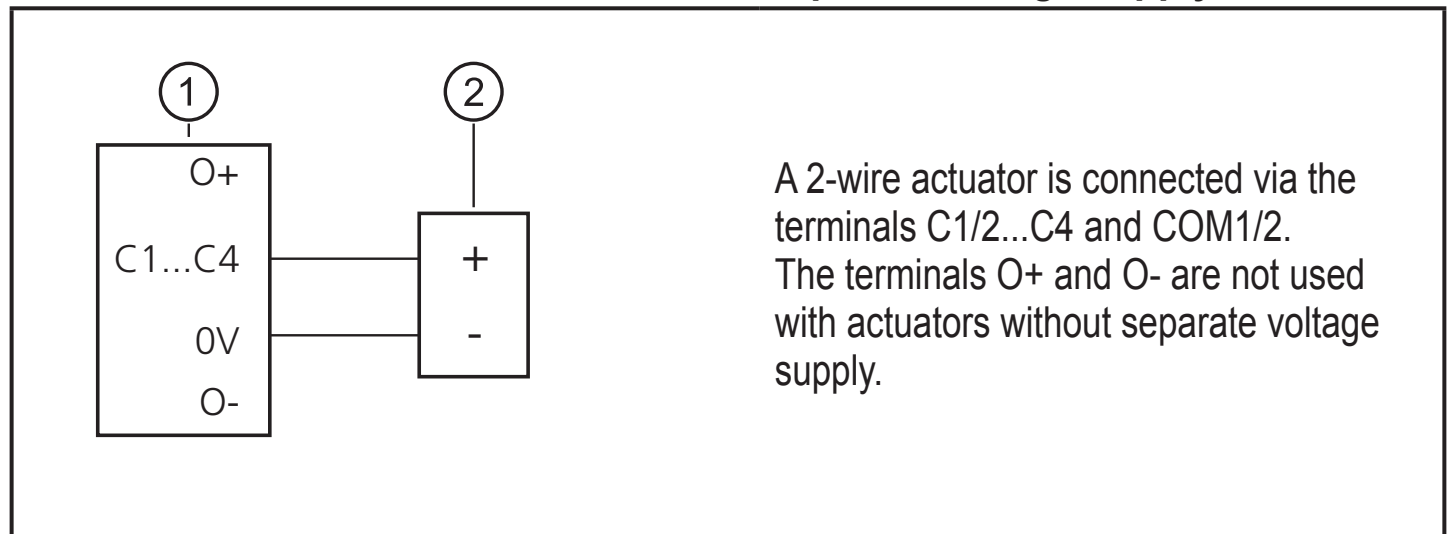 1
2
O+
C1...C4
0V
O-
+
-
A 2-wire actuator is connected via the
terminals C1/2...C4 and COM1/2.
The terminals O+ and O- are not used
with actuators without separate voltage
supply.